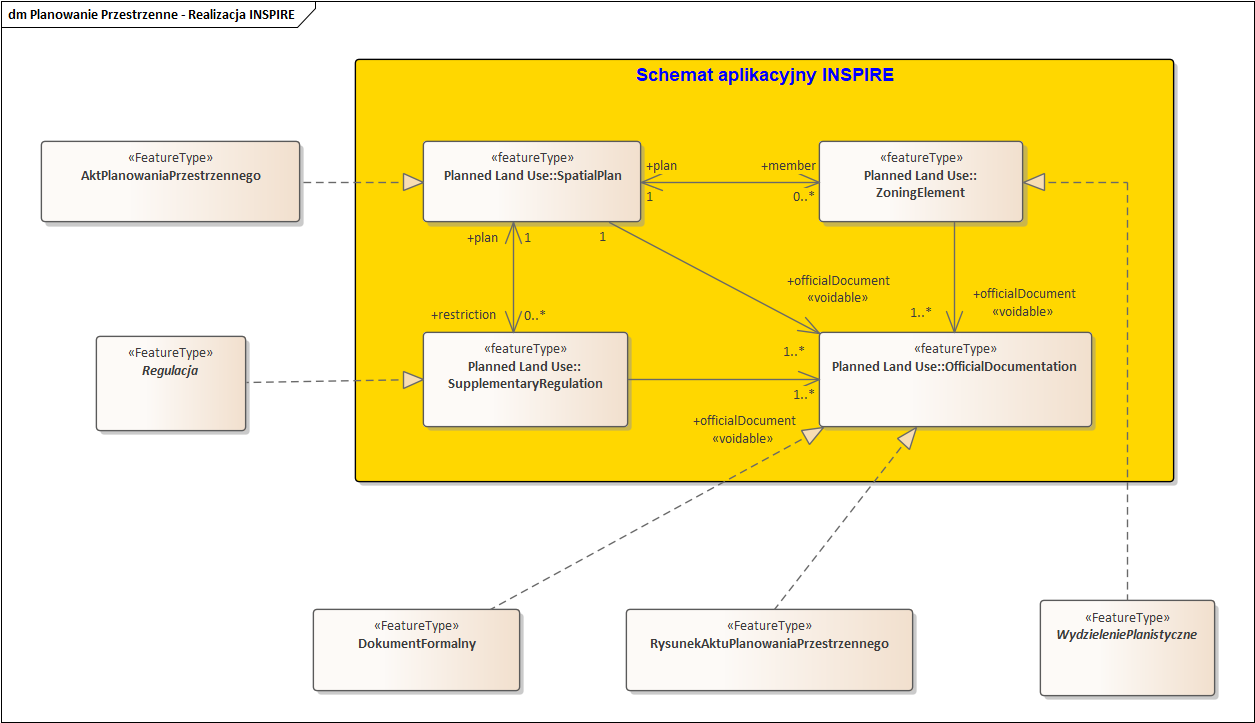 dm Planowanie Przestrzenne - Realizacja INSPIRE
Schemat aplikacyjny INSPIRE
«FeatureType»
AktPlanowaniaPrzestrzennego
«featureType»
Planned Land Use::SpatialPlan
+plan
1
+member
0..*
«featureType»
Planned Land Use::
ZoningElement
+plan
1
1
+officialDocument
«voidable»
+officialDocument
«voidable»
+restriction
0..*
1..*
«FeatureType»
Regulacja
«featureType»
Planned Land Use::
SupplementaryRegulation
1..*
1..*
«featureType»
Planned Land Use::OfficialDocumentation
+officialDocument
«voidable»
«FeatureType»
DokumentFormalny
«FeatureType»
RysunekAktuPlanowaniaPrzestrzennego
«FeatureType»
WydzieleniePlanistyczne